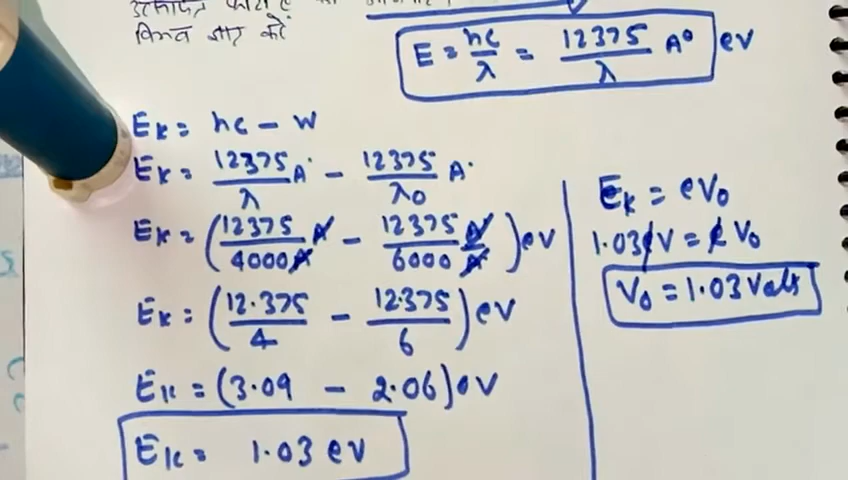 E = hc/λ = 12375/λ A° ev
ज्ञात करें
Ek = hc - W
Ek = 12375/λ A° - 12375/λ0 A°
Ek = (12375 A/4000 A - 12375 A/6000 A) ev
Ek = (12.375/4 - 12.375/6) ev
Ek = (3.09 - 2.06) ev
Ek = 1.03 ev
Ek = eV0
1.03 eV = e V0
V0 = 1.03 Volts